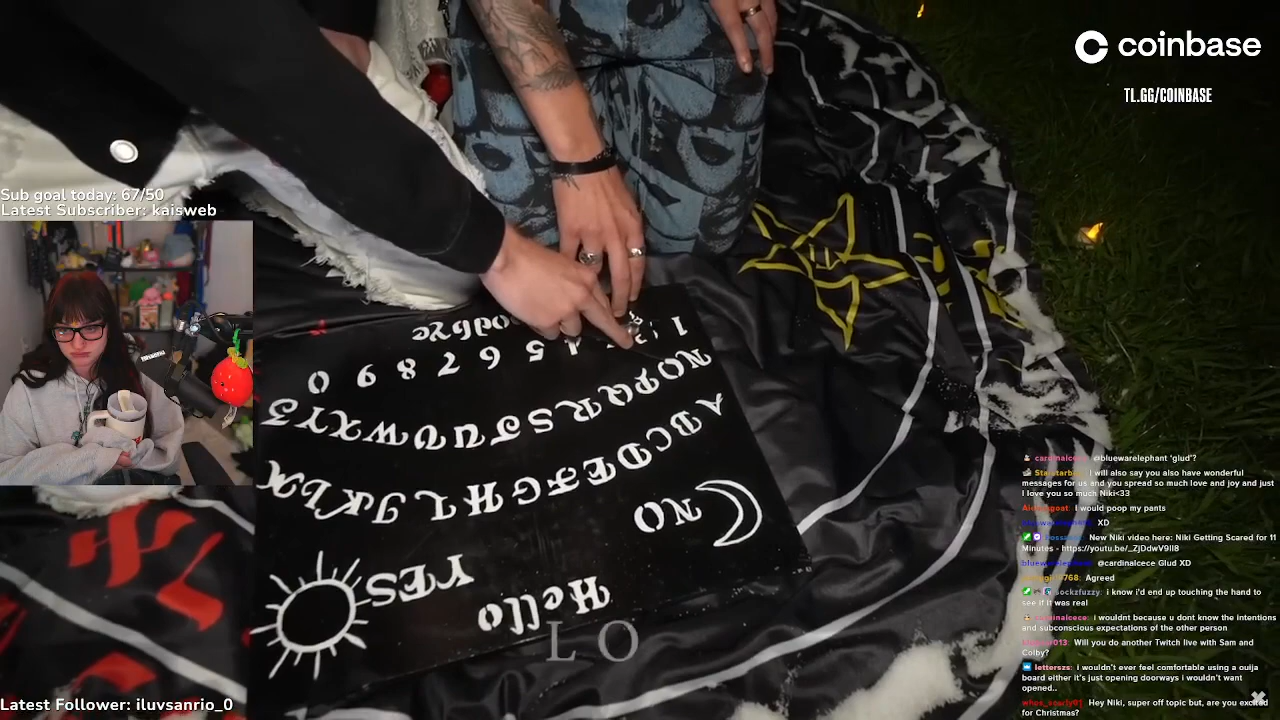 coinbase
TL.GG/COINBASE
Sub goal today: 67/50
Latest Subscriber: kaisweb
1
5 6 7 8 9 0
N O P Q R S T U V W X Y Z
A B C D E F G H I J K L M
NO
YES
Hello
LO
Latest Follower: iluvsanrio_0
cardinalcece: @bluwarelephant 'glud'?
I will also say you also have wonderful
messages for us and you spread so much love and joy and just
I love you so much Niki<33
I would poop my pants
XD
New Niki video here: Niki Getting Scared for 11
Minutes - https://youtu.be/_ZjDdwV9lI8
@cardinalcece Glud XD
Agreed
sockzfuzzy: i know i'd end up touching the hand to
see if it was real
cardinalcece: i wouldnt because u dont know the intentions
and subconscious expectations of the other person
Will you do another Twitch live with Sam and
Colby?
letterszs: i wouldn't ever feel comfortable using a ouija
board either it's just opening doorways i wouldn't want
opened..
Hey Niki, super off topic but, are you excited
for Christmas?